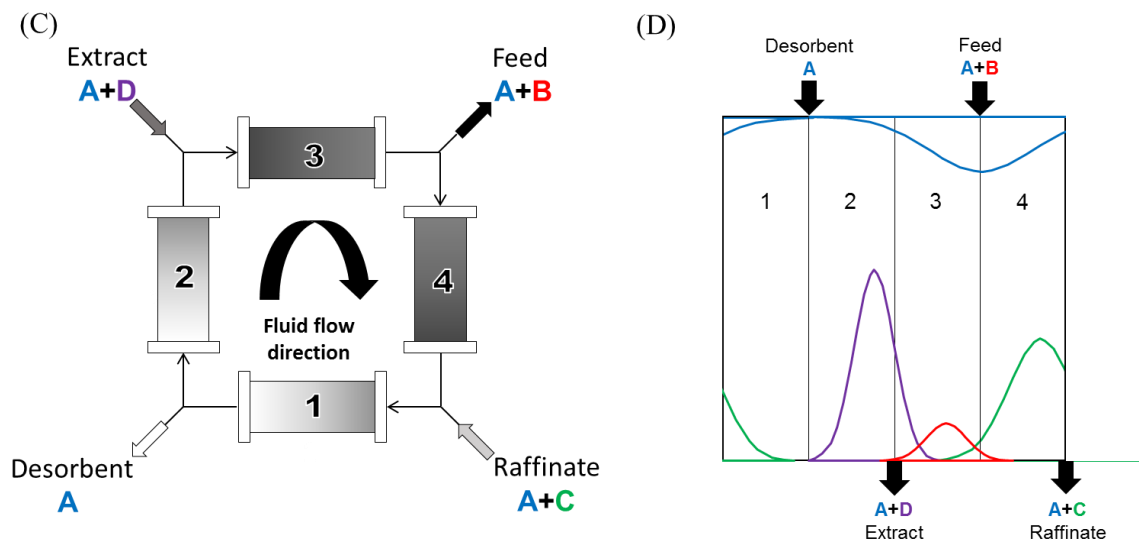 (C)
Extract
A+D
Feed
A+B
3
2
4
Fluid flow
direction
1
Desorbent
A
Raffinate
A+C
(D)
Desorbent
A
Feed
A+B
1
2
3
4
A+D
Extract
A+C
Raffinate